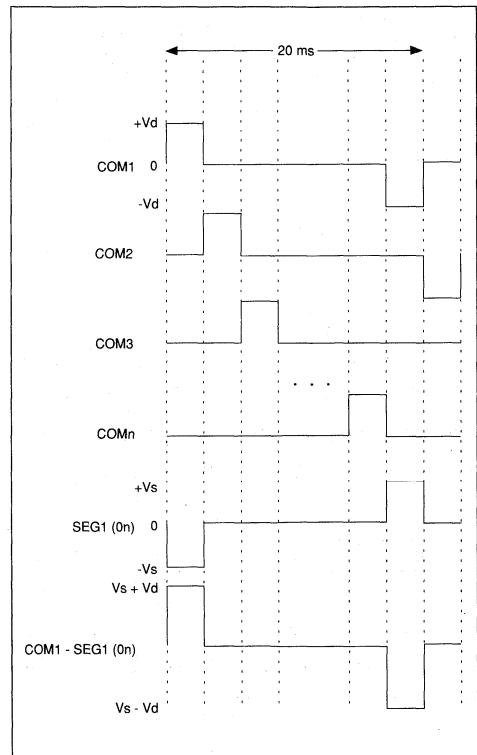 20 ms
+Vd
COM1 0
-Vd
COM2
COM3
. . .
COMn
+Vs
SEG1 (0n) 0
-Vs
Vs + Vd
COM1 - SEG1 (0n)
Vs - Vd